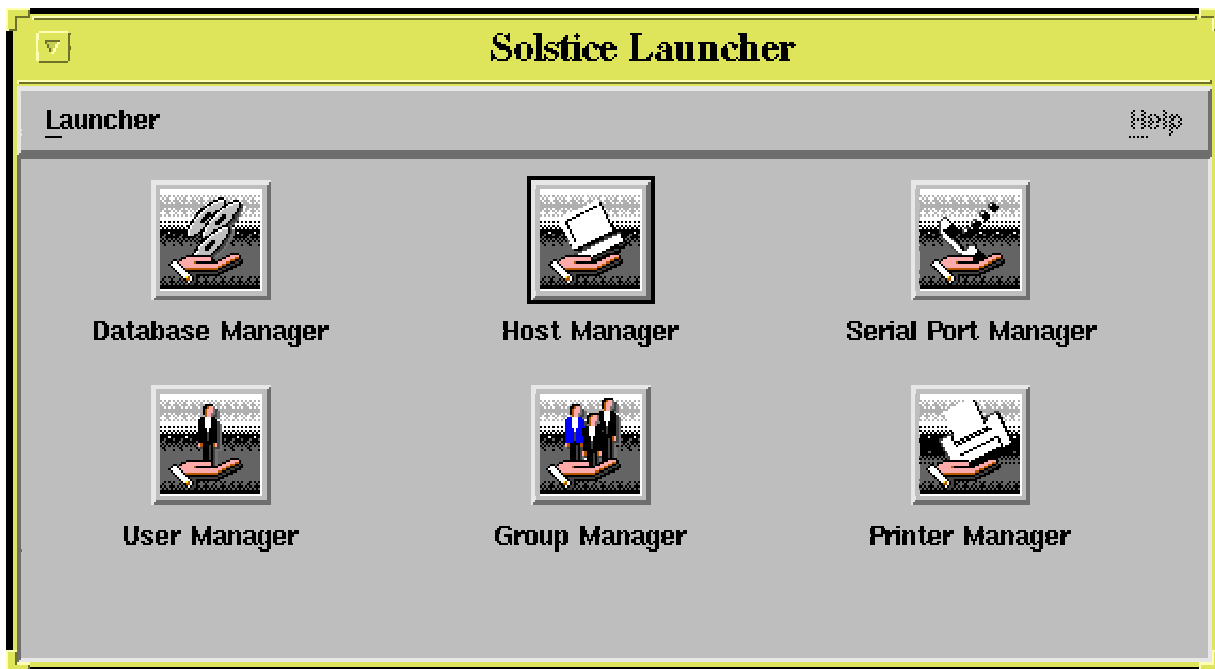 Solstice Launcher
Launcher Help
Database Manager Host Manager Serial Port Manager
User Manager Group Manager Printer Manager